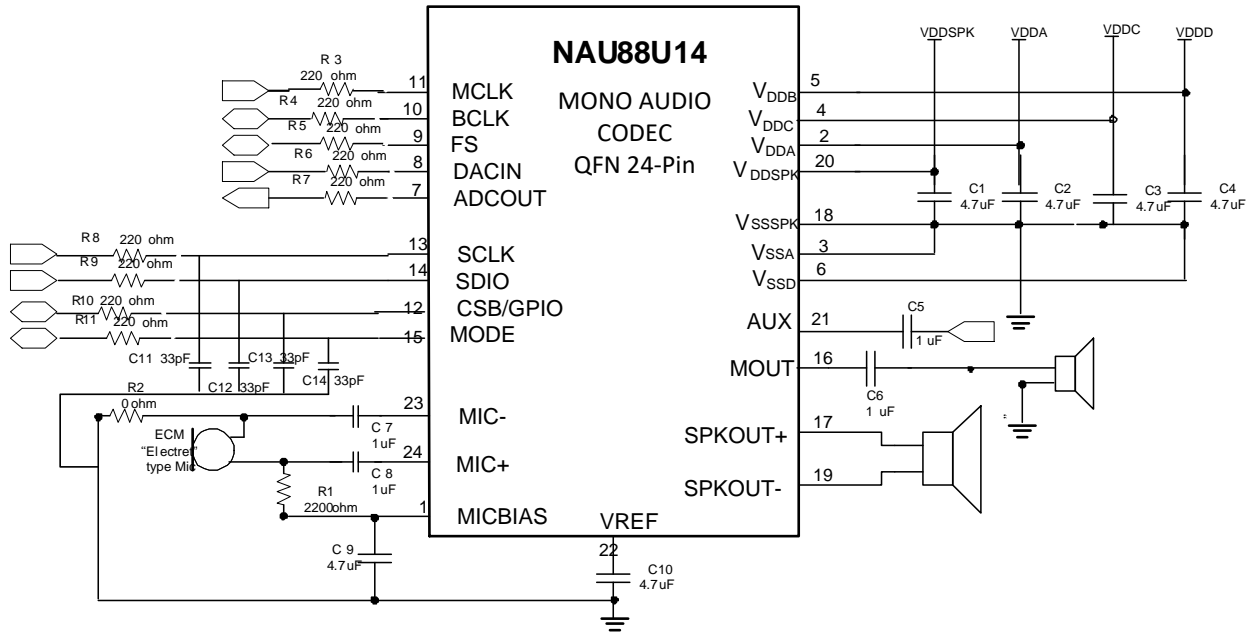 NAU88U14
MONO AUDIO
CODEC
QFN 24-Pin
R 3
220 ohm
11
MCLK
R4
220 ohm
10
BCLK
R5
220 ohm
9
FS
R6
220 ohm
8
DACIN
R7
220 ohm
7
ADCOUT
R8
220 ohm
13
SCLK
R9
220 ohm
14
SDIO
R10 220 ohm
12
CSB/GPIO
R11
220 ohm
15
MODE
C11 33pF
C12 33pF
C13 33pF
C14 33pF
R2
0 ohm
23
MIC-
C 7
1uF
ECM
“Electret”
type Mic
24
MIC+
C 8
1uF
R1
2200ohm
1
MICBIAS
C 9
4.7uF
VREF
22
C10
4.7uF
VDDSPK
VDDA
VDDC
VDDD
5
VDDB
4
VDDC
2
VDDA
20
VDDSPK
C1
4.7uF
C2
4.7uF
C3
4.7uF
C4
4.7uF
18
VSSSPK
3
VSSA
6
VSSD
C5
1 uF
21
AUX
16
MOUT
C6
1 uF
17
SPKOUT+
19
SPKOUT-